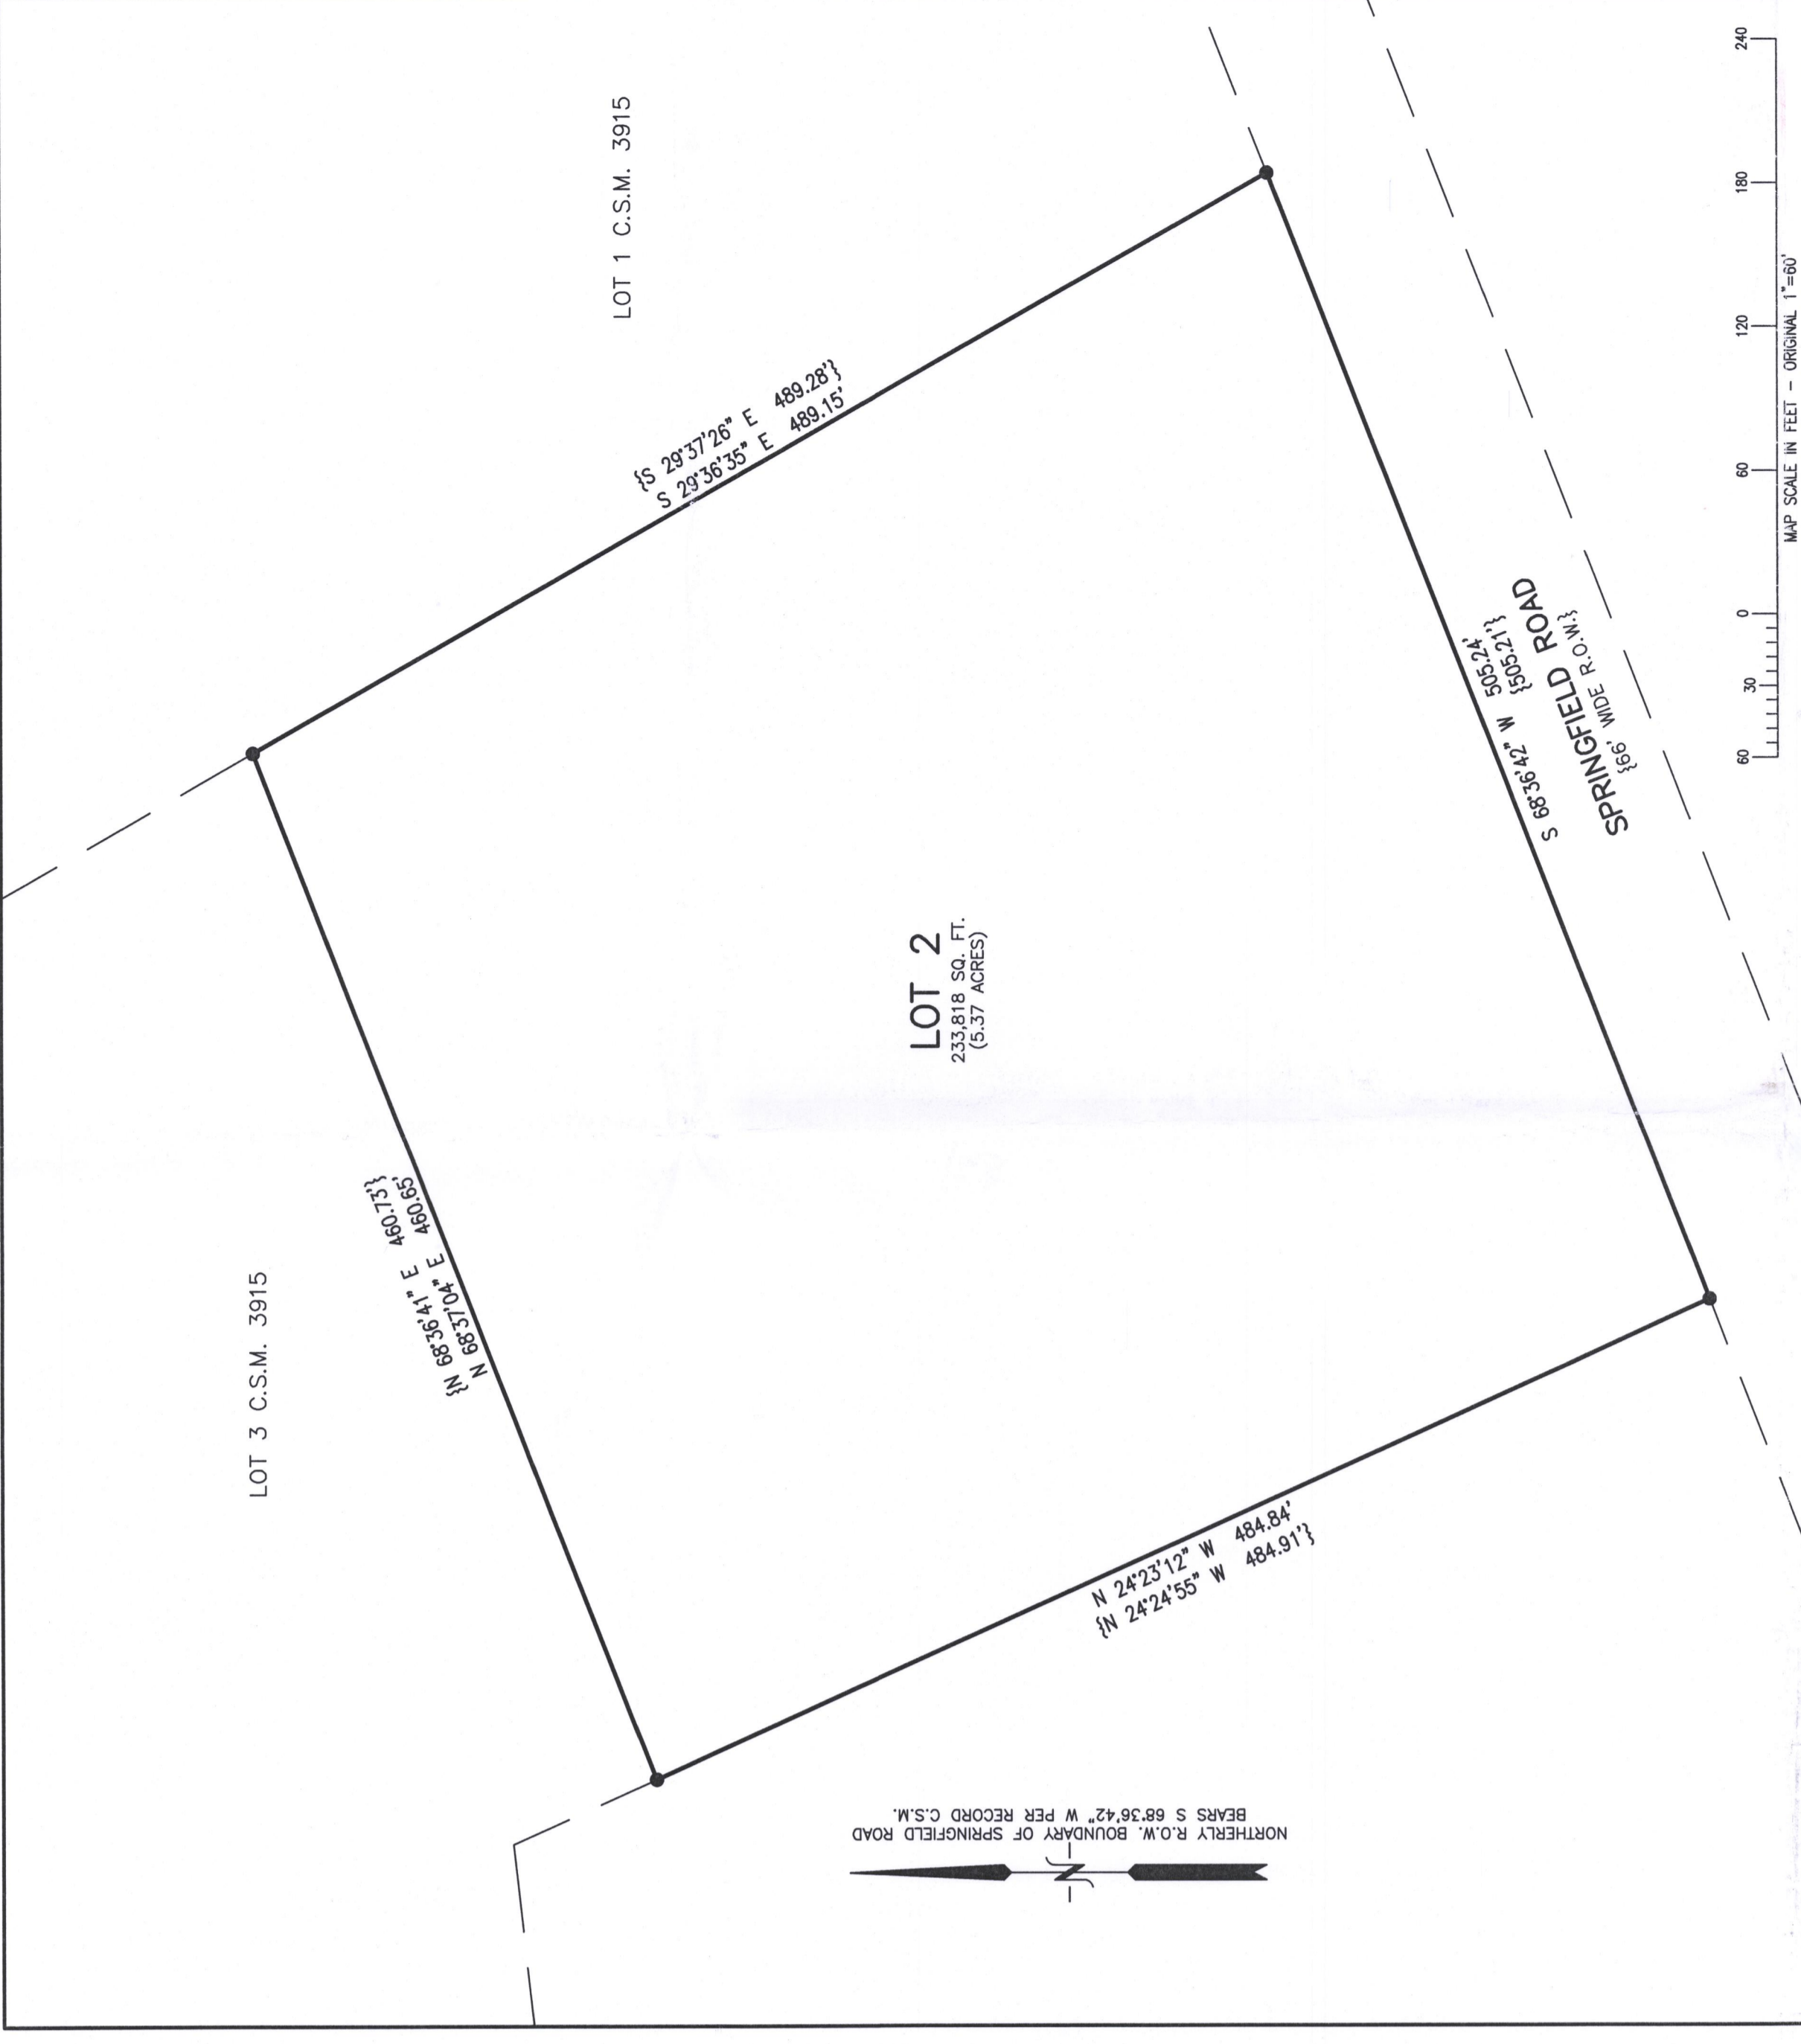 LOT 1 C.S.M. 3915
{S 29°37'26" E 489.28'}
S 29°36'35" E 489.15'
LOT 3 C.S.M. 3915
{N 68°36'41" E 460.73'}
N 68°37'04" E 460.65'
LOT 2
233,818 SQ. FT.
(5.37 ACRES)
S 68°36'42" W 505.24'
{505.21'}
SPRINGFIELD ROAD
{66' WIDE R.O.W.}
N 24°23'12" W 484.84'
{N 24°24'55" W 484.91'}
NORTHERLY R.O.W. BOUNDARY OF SPRINGFIELD ROAD
BEARS S 68°36'42" W PER RECORD C.S.M.
N
60 30 0 60 120 180 240
MAP SCALE IN FEET - ORIGINAL 1"=60'